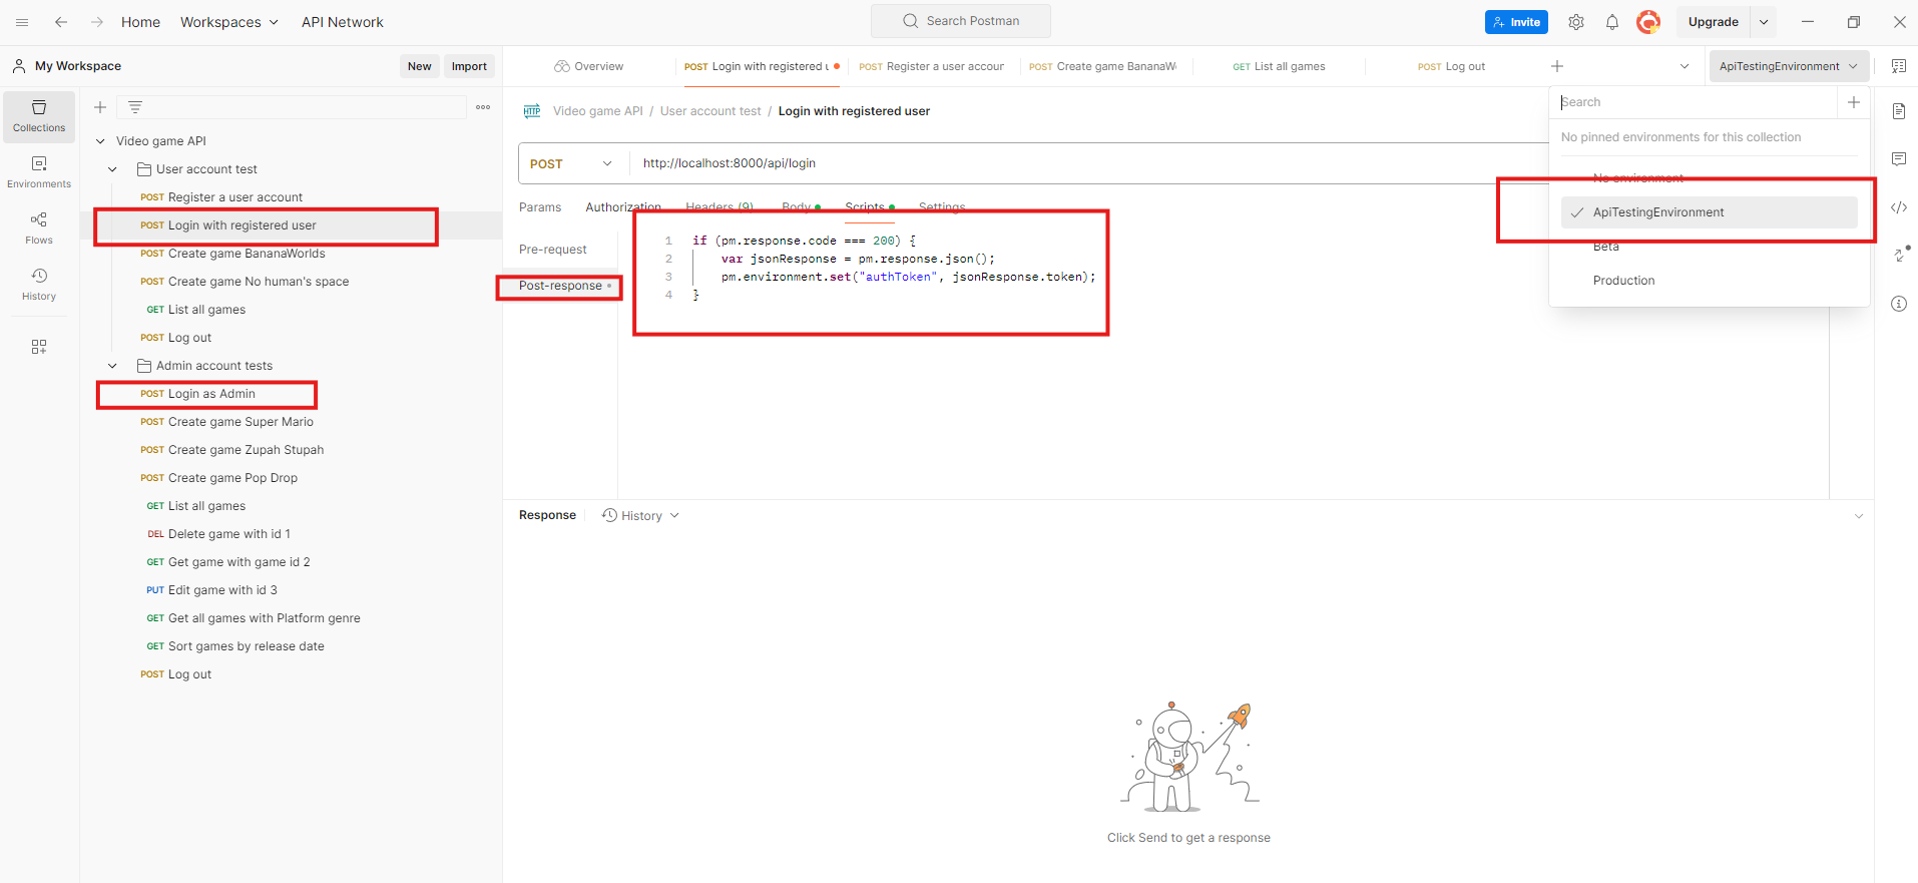 Home
Workspaces
API Network
Search Postman
Invite
Upgrade
My Workspace
New
Import
Overview
POST Login with registered u
POST Register a user accour
POST Create game BananaWo
GET List all games
POST Log out
ApiTestingEnvironment
Collections
Environments
Flows
History
Video game API
User account test
POST Register a user account
POST Login with registered user
POST Create game BananaWorlds
POST Create game No human's space
GET List all games
POST Log out
Admin account tests
POST Login as Admin
POST Create game Super Mario
POST Create game Zupah Stupah
POST Create game Pop Drop
GET List all games
DEL Delete game with id 1
GET Get game with game id 2
PUT Edit game with id 3
GET Get all games with Platform genre
GET Sort games by release date
POST Log out
HTTP Video game API / User account test / Login with registered user
POST http://localhost:8000/api/login
Params Authorization Headers (9) Body Scripts Settings
Pre-request
Post-response
1 if (pm.response.code === 200) {
2 var jsonResponse = pm.response.json();
3 pm.environment.set("authToken", jsonResponse.token);
4 }
Search
No pinned environments for this collection
No environment
ApiTestingEnvironment
Beta
Production
Response
History
Click Send to get a response